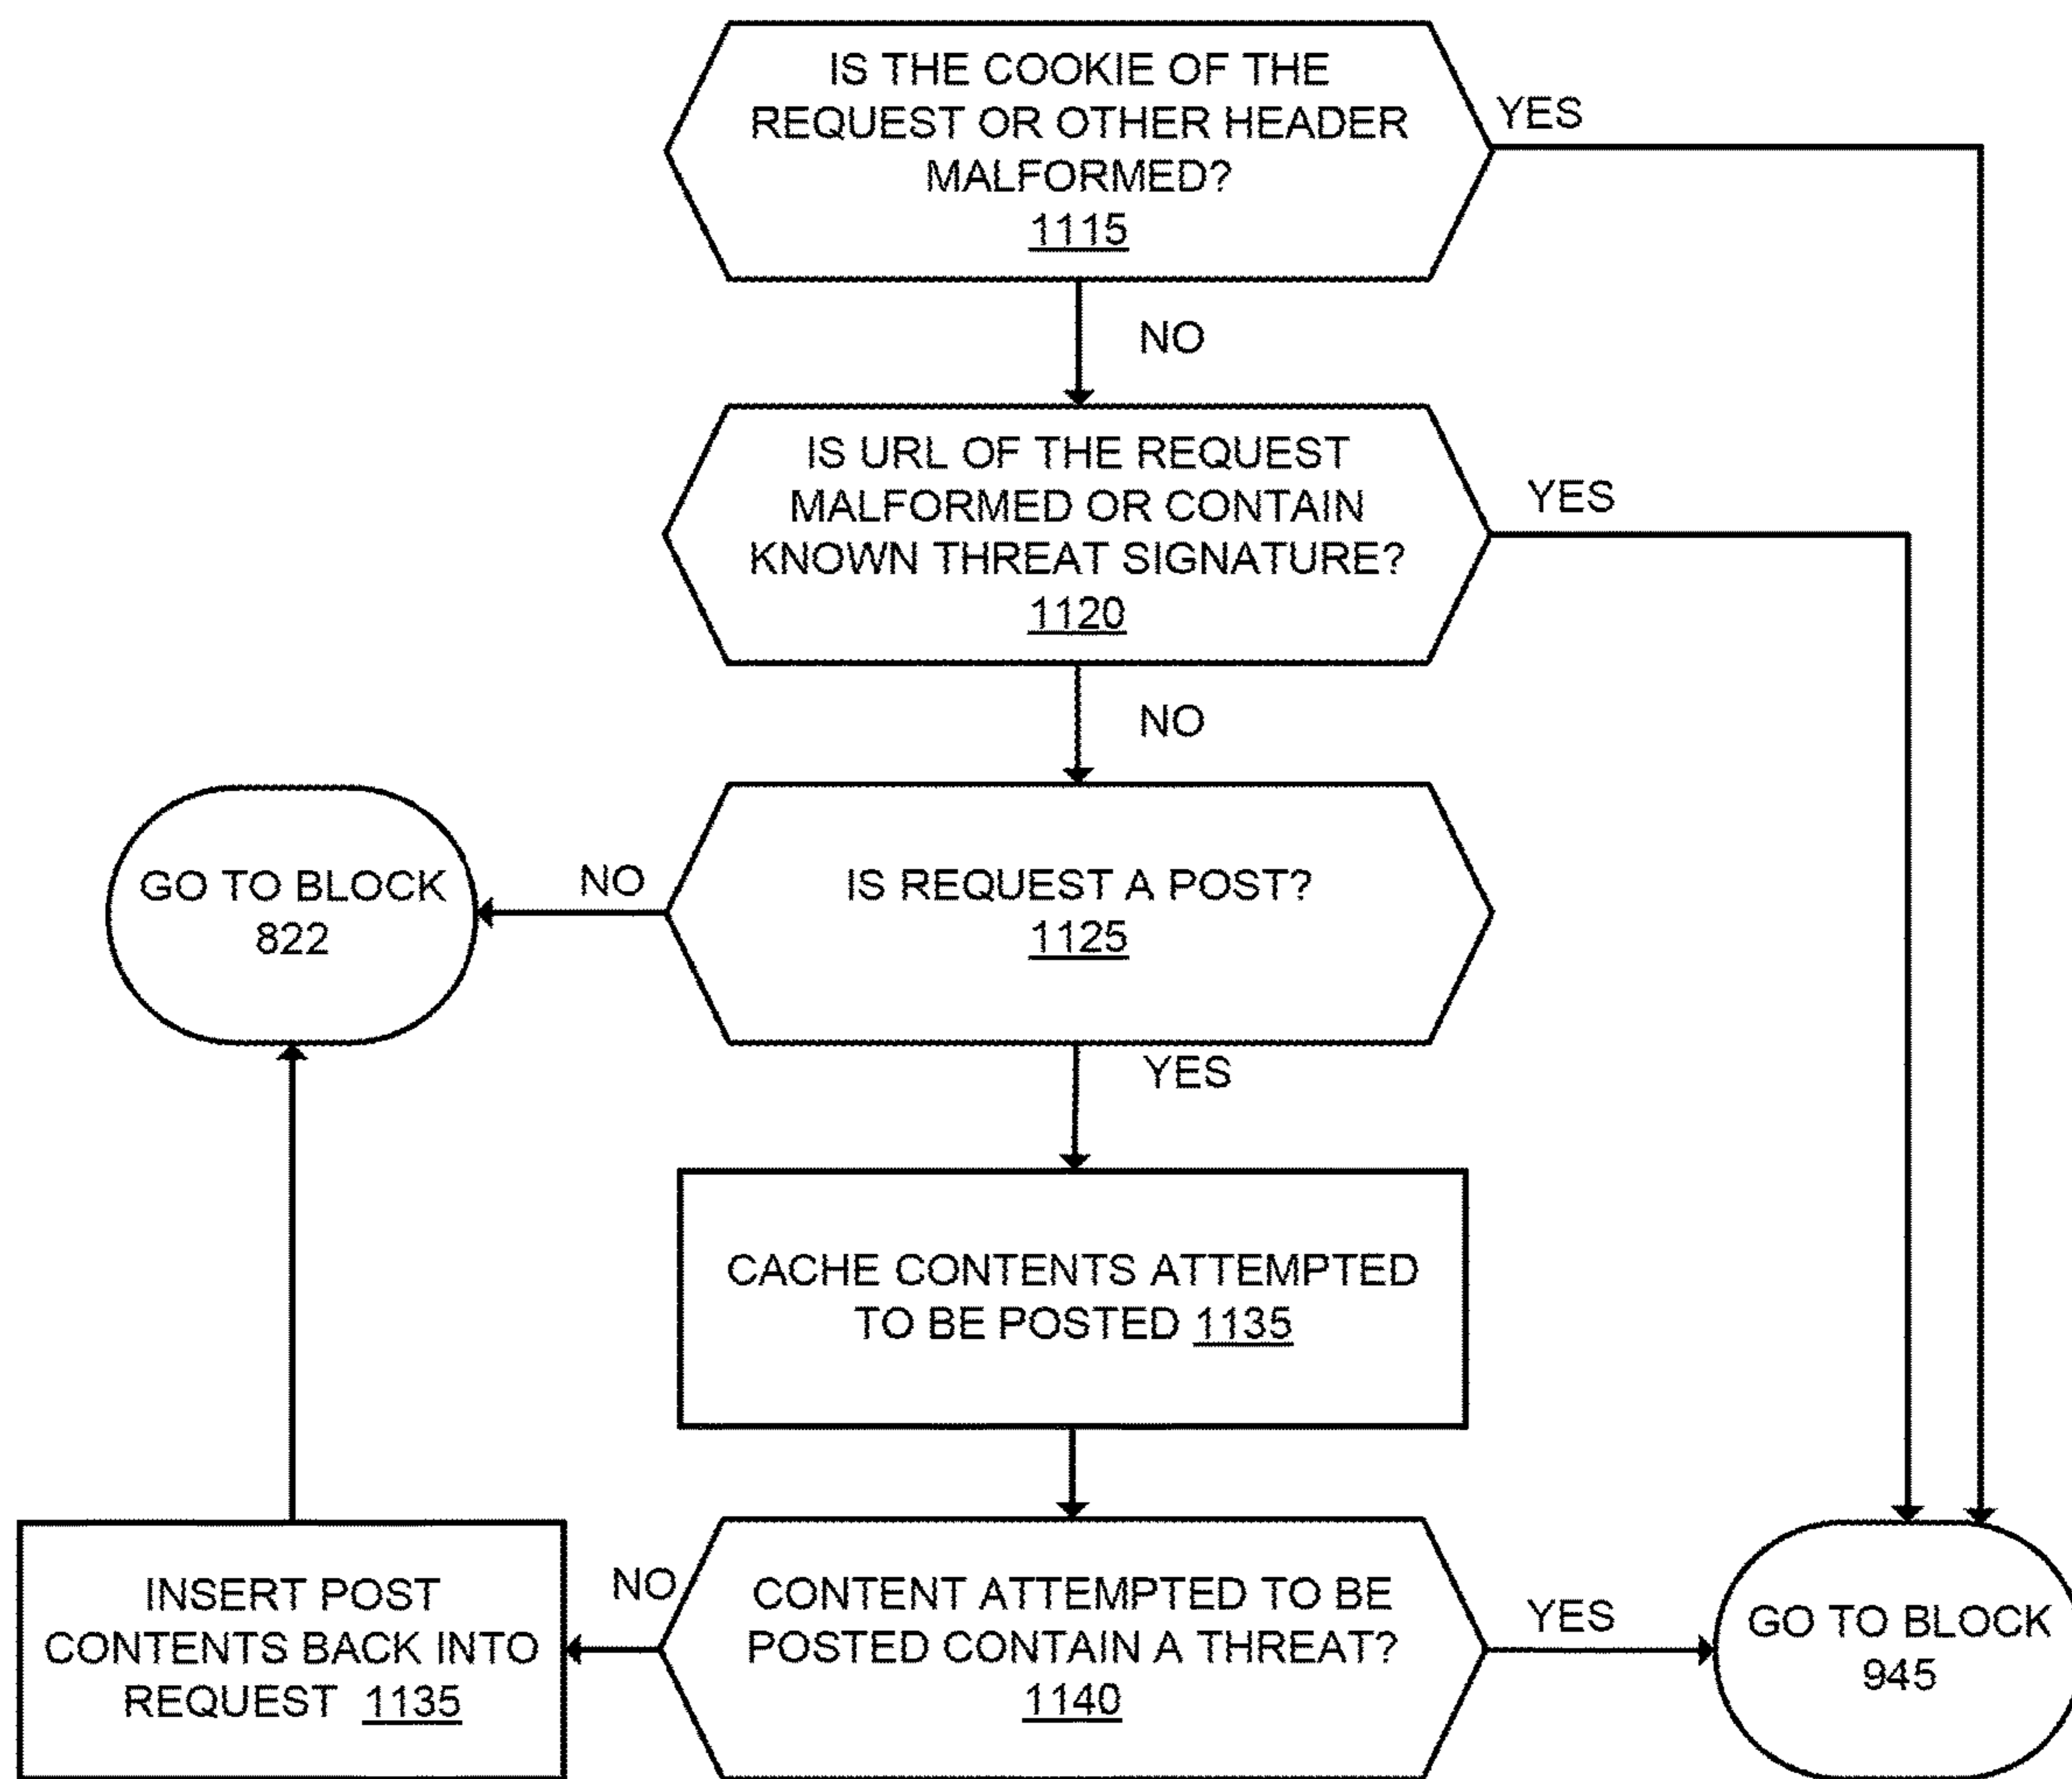 IS THE COOKIE OF THE
REQUEST OR OTHER HEADER
MALFORMED?
1115
YES
NO
IS URL OF THE REQUEST
MALFORMED OR CONTAIN
KNOWN THREAT SIGNATURE?
1120
YES
NO
GO TO BLOCK
822
NO
IS REQUEST A POST?
1125
YES
CACHE CONTENTS ATTEMPTED
TO BE POSTED 1135
INSERT POST
CONTENTS BACK INTO
REQUEST 1135
NO
CONTENT ATTEMPTED TO BE
POSTED CONTAIN A THREAT?
1140
YES
GO TO BLOCK
945